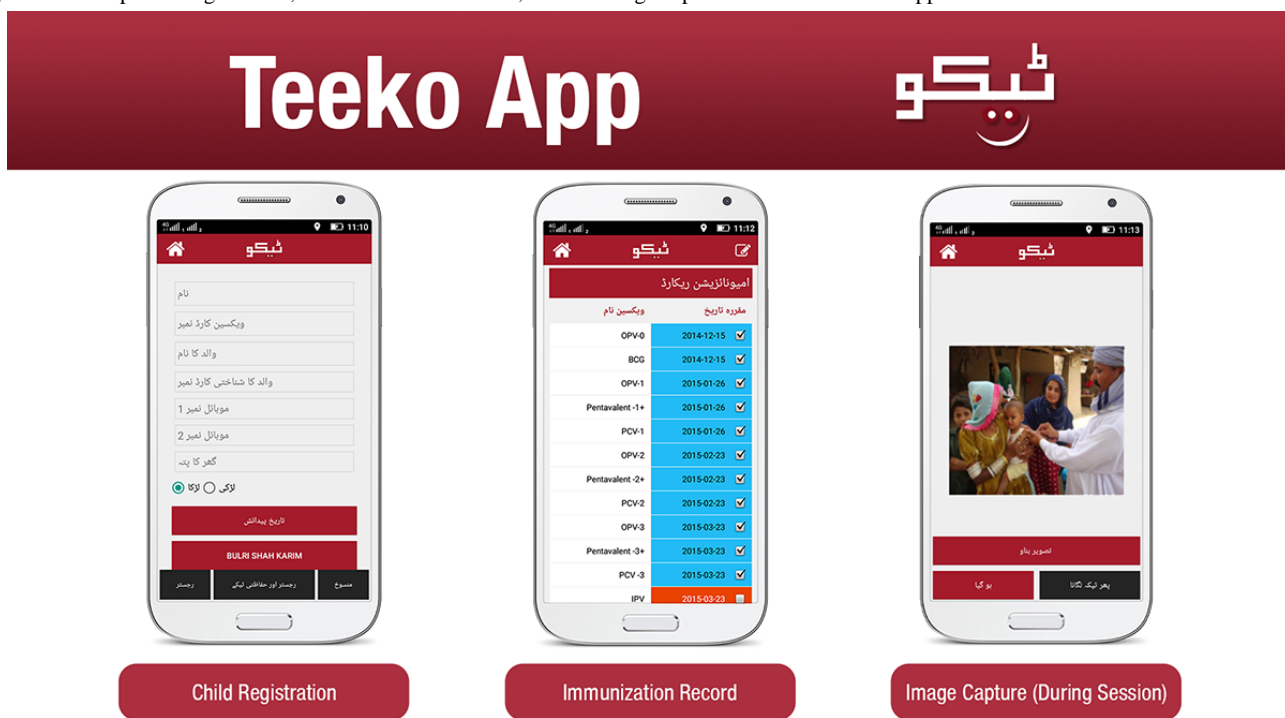 Teeko App
ٹیکو
11:10
ٹیکو
نام
ویکسین کارڈ نمبر
والد کا نام
والد کا شناختی کارڈ نمبر
موبائل نمبر 1
موبائل نمبر 2
گھر کا پتہ
لڑکی لڑکا
تاریخ پیدائش
BULRI SHAH KARIM
منسوخ رجسٹر اور حفاظتی ٹیکے رجسٹر
Child Registration
11:12
ٹیکو
امیونائزیشن ریکارڈ
مقررہ تاریخ ویکسین نام
OPV-0 2014-12-15
BCG 2014-12-15
OPV-1 2015-01-26
Pentavalent -1+ 2015-01-26
PCV-1 2015-01-26
OPV-2 2015-02-23
Pentavalent -2+ 2015-02-23
PCV-2 2015-02-23
OPV-3 2015-03-23
Pentavalent -3+ 2015-03-23
PCV -3 2015-03-23
IPV 2015-03-23
Immunization Record
11:13
ٹیکو
تصویر بناو
پھر ٹیکہ لگانا ہو گیا
Image Capture (During Session)